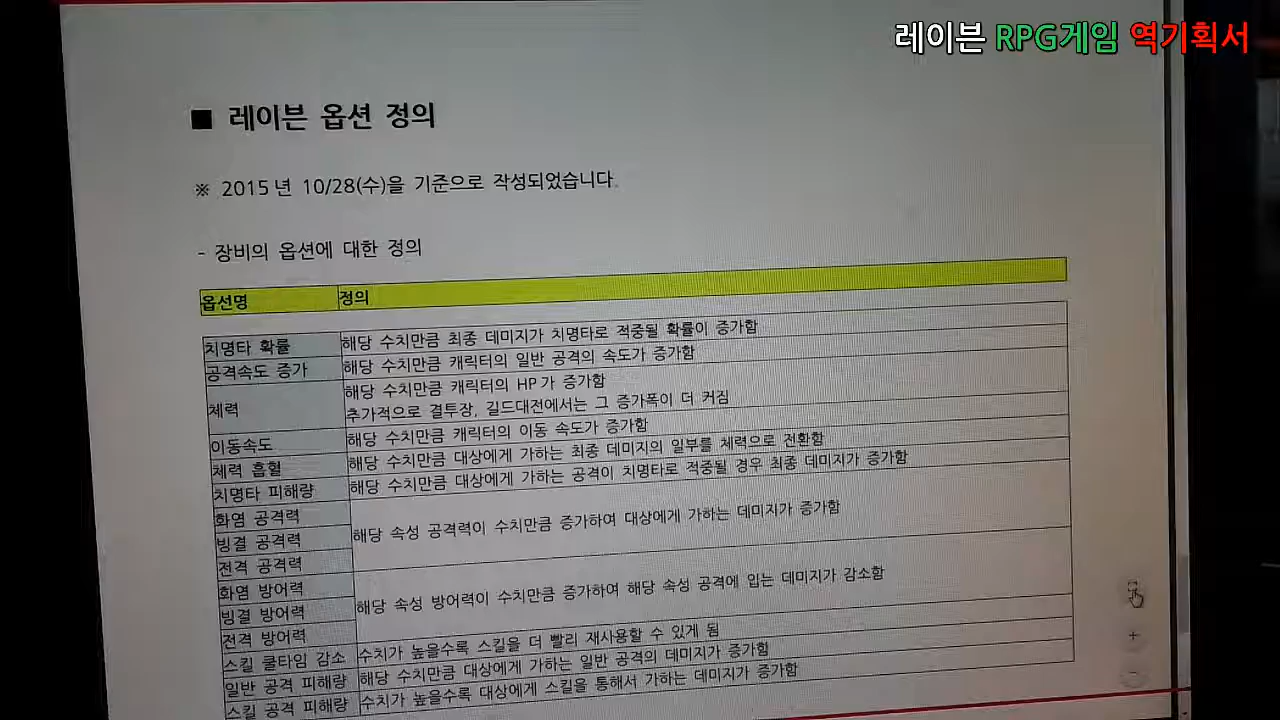 레이븐 RPG게임 역기획서
■ 레이븐 옵션 정의
※ 2015년 10/28(수)을 기준으로 작성되었습니다.
- 장비의 옵션에 대한 정의
옵션명 정의
치명타 확률 해당 수치만큼 최종 데미지가 치명타로 적중될 확률이 증가함
공격속도 증가 해당 수치만큼 캐릭터의 일반 공격의 속도가 증가함
체력 해당 수치만큼 캐릭터의 HP가 증가함
추가적으로 결투장, 길드대전에서는 그 증가폭이 더 커짐
이동속도 해당 수치만큼 캐릭터의 이동 속도가 증가함
체력 흡혈 해당 수치만큼 대상에게 가하는 최종 데미지의 일부를 체력으로 전환함
치명타 피해량 해당 수치만큼 대상에게 가하는 공격이 치명타로 적중될 경우 최종 데미지가 증가함
화염 공격력
빙결 공격력 해당 속성 공격력이 수치만큼 증가하여 대상에게 가하는 데미지가 증가함
전격 공격력
화염 방어력
빙결 방어력 해당 속성 방어력이 수치만큼 증가하여 해당 속성 공격에 입는 데미지가 감소함
전격 방어력
스킬 쿨타임 감소 수치가 높을수록 스킬을 더 빨리 재사용할 수 있게 됨
일반 공격 피해량 해당 수치만큼 대상에게 가하는 일반 공격의 데미지가 증가함
스킬 공격 피해량 수치가 높을수록 대상에게 스킬을 통해서 가하는 데미지가 증가함